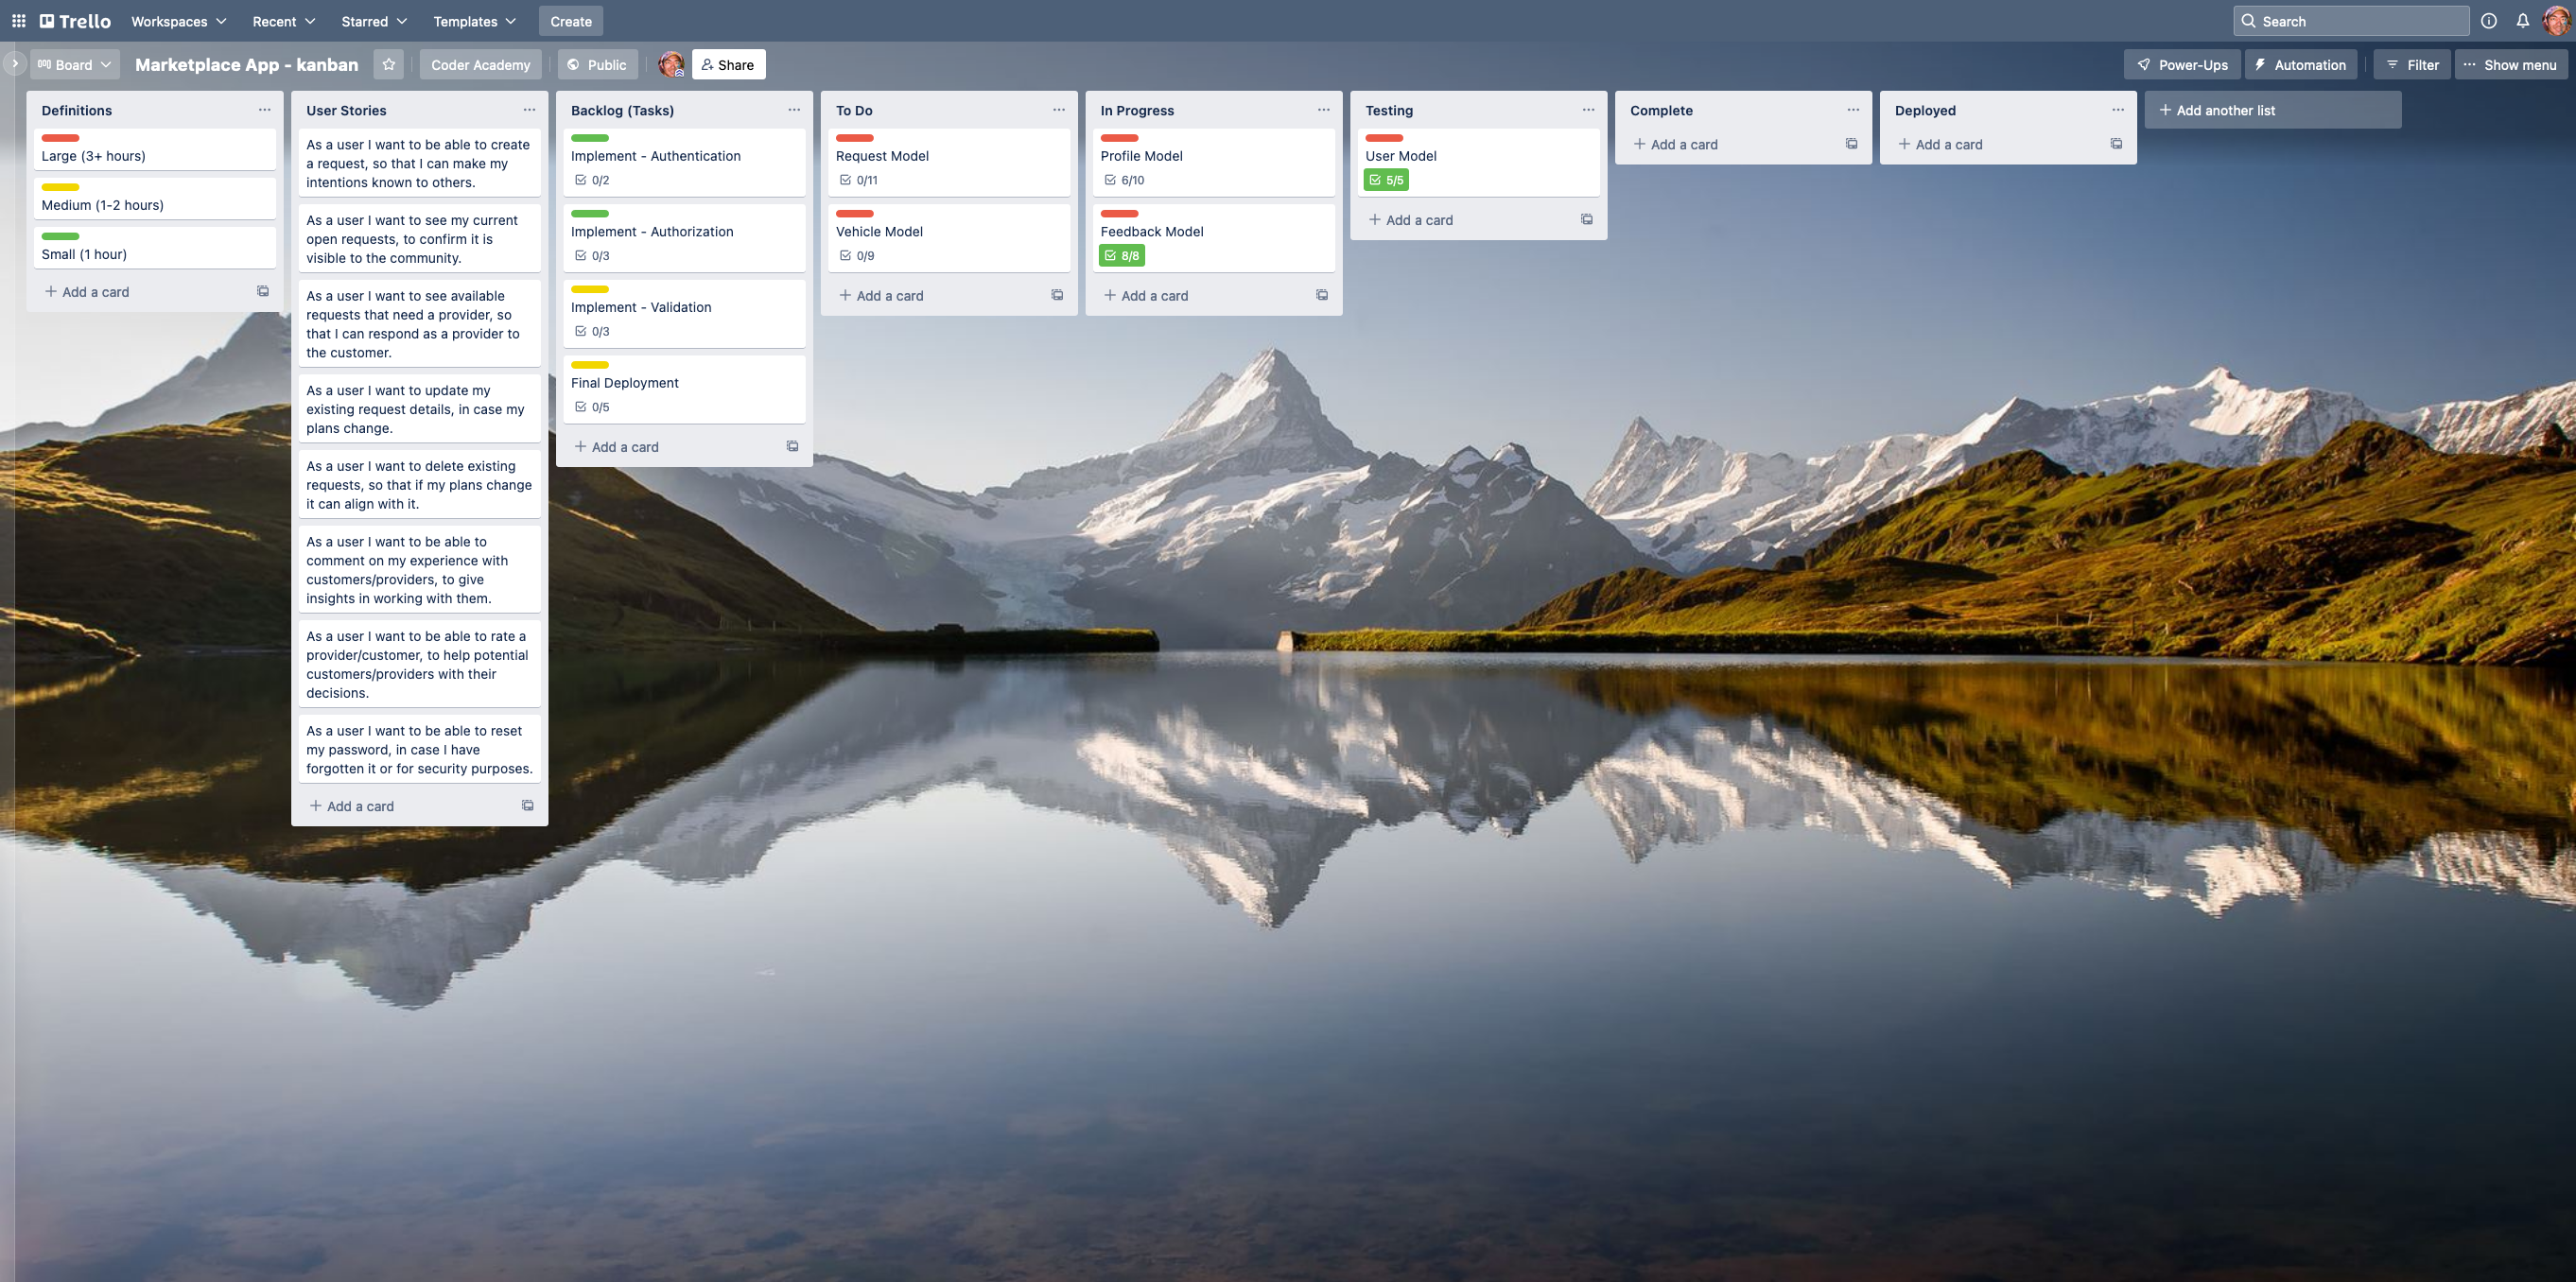 Trello Workspaces Recent Starred Templates Create Search
Board Marketplace App - kanban Coder Academy Public Share Power-Ups Automation Filter Show menu
Definitions
Large (3+ hours)
Medium (1-2 hours)
Small (1 hour)
Add a card
User Stories
As a user I want to be able to create
a request, so that I can make my
intentions known to others.
As a user I want to see my current
open requests, to confirm it is
visible to the community.
As a user I want to see available
requests that need a provider, so
that I can respond as a provider to
the customer.
As a user I want to update my
existing request details, in case my
plans change.
As a user I want to delete existing
requests, so that if my plans change
it can align with it.
As a user I want to be able to
comment on my experience with
customers/providers, to give
insights in working with them.
As a user I want to be able to rate a
provider/customer, to help potential
customers/providers with their
decisions.
As a user I want to be able to reset
my password, in case I have
forgotten it or for security purposes.
Add a card
Backlog (Tasks)
Implement - Authentication
0/2
Implement - Authorization
0/3
Implement - Validation
0/3
Final Deployment
0/5
Add a card
To Do
Request Model
0/11
Vehicle Model
0/9
Add a card
In Progress
Profile Model
6/10
Feedback Model
8/8
Add a card
Testing
User Model
5/5
Add a card
Complete
Add a card
Deployed
Add a card
Add another list